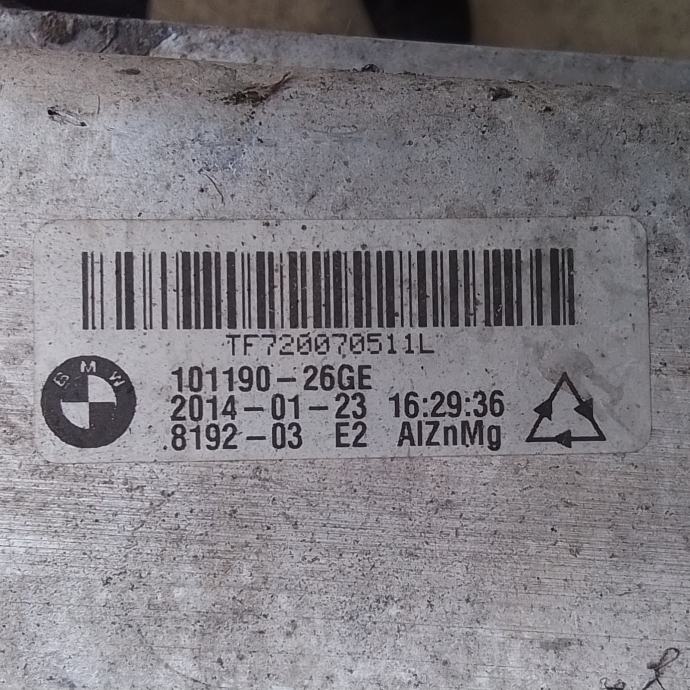 TF720070511L
BMW
101190-26GE
2014-01-23 16:29:36
.8192-03 E2 AlZnMg